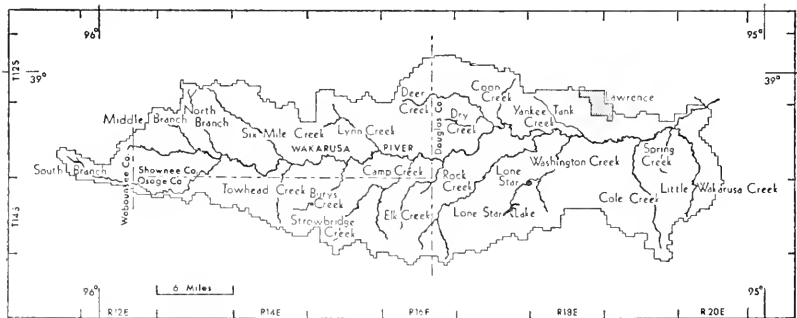 96°
95°
T12S
39°
39°
Deer Creek
Coon Creek
Lawrence
Middle Branch
North Branch
Douglas Co.
Dry Creek
Yankee Tank Creek
Six Mile Creek
Lynn Creek
WAKARUSA RIVER
South Branch
Wabaunsee Co.
Shawnee Co.
Osage Co.
Camp Creek
Rock Creek
Lone Star
Washington Creek
Spring Creek
Towhead Creek
Burys Creek
Elk Creek
Lone Star Lake
Cole Creek
Little Wakarusa Creek
Strowbridge Creek
T14S
96°
6 Miles
95°
R12E
R14E
R16E
R18E
R20E